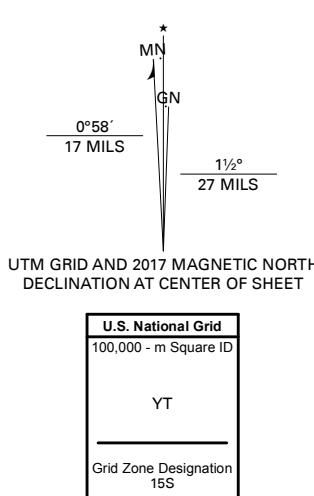 ★
MN
GN
0°58´
17 MILS
1½°
27 MILS
UTM GRID AND 2017 MAGNETIC NORTH
DECLINATION AT CENTER OF SHEET
U.S. National Grid
100,000 - m Square ID
YT
Grid Zone Designation
15S